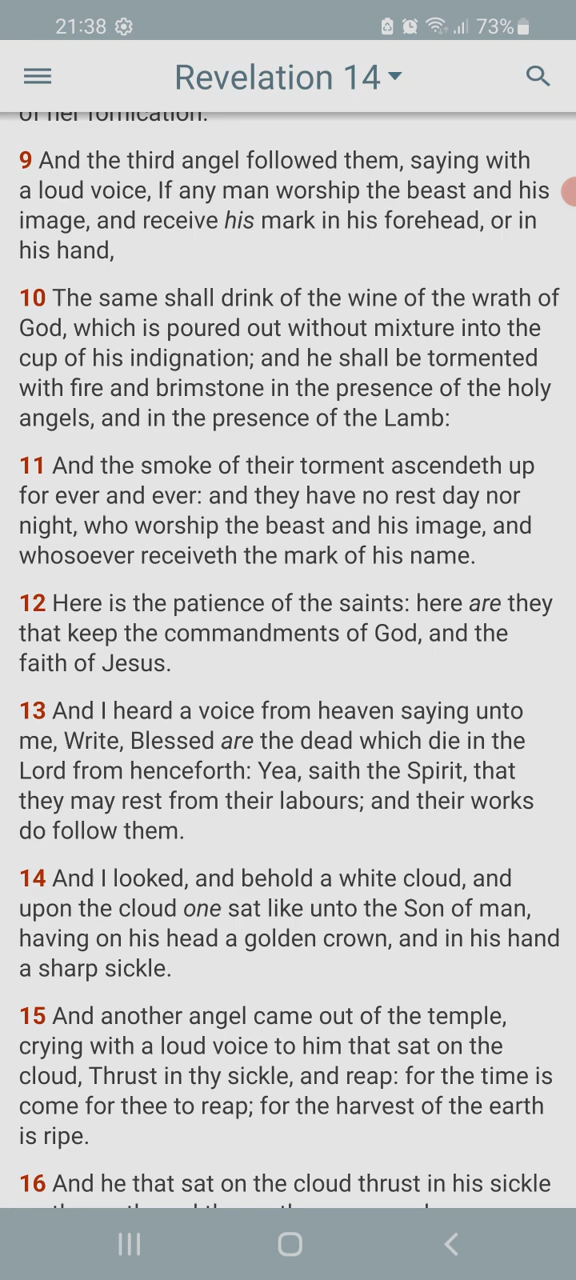 21:38
73%
Revelation 14
of her fornication.
9 And the third angel followed them, saying with
a loud voice, If any man worship the beast and his
image, and receive his mark in his forehead, or in
his hand,
10 The same shall drink of the wine of the wrath of
God, which is poured out without mixture into the
cup of his indignation; and he shall be tormented
with fire and brimstone in the presence of the holy
angels, and in the presence of the Lamb:
11 And the smoke of their torment ascendeth up
for ever and ever: and they have no rest day nor
night, who worship the beast and his image, and
whosoever receiveth the mark of his name.
12 Here is the patience of the saints: here are they
that keep the commandments of God, and the
faith of Jesus.
13 And I heard a voice from heaven saying unto
me, Write, Blessed are the dead which die in the
Lord from henceforth: Yea, saith the Spirit, that
they may rest from their labours; and their works
do follow them.
14 And I looked, and behold a white cloud, and
upon the cloud one sat like unto the Son of man,
having on his head a golden crown, and in his hand
a sharp sickle.
15 And another angel came out of the temple,
crying with a loud voice to him that sat on the
cloud, Thrust in thy sickle, and reap: for the time is
come for thee to reap; for the harvest of the earth
is ripe.
16 And he that sat on the cloud thrust in his sickle